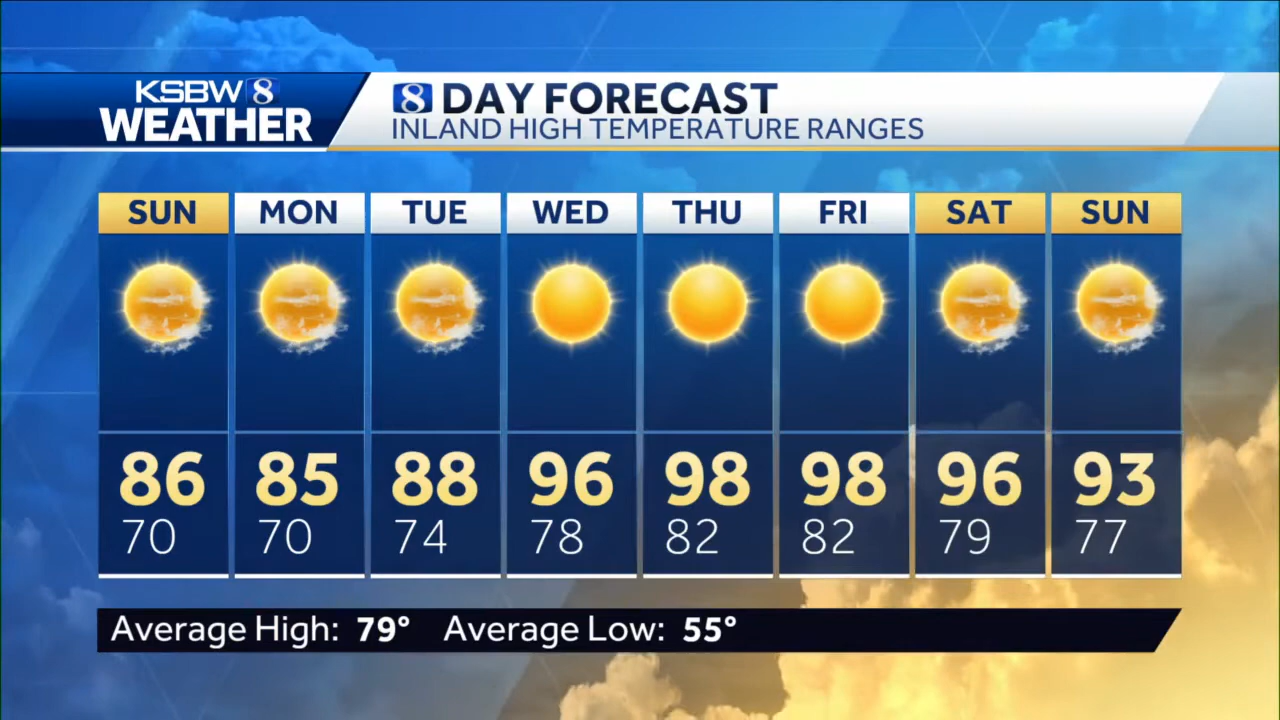 KSBW 8
WEATHER
8 DAY FORECAST
INLAND HIGH TEMPERATURE RANGES
SUN MON TUE WED THU FRI SAT SUN
86 85 88 96 98 98 96 93
70 70 74 78 82 82 79 77
Average High: 79° Average Low: 55°